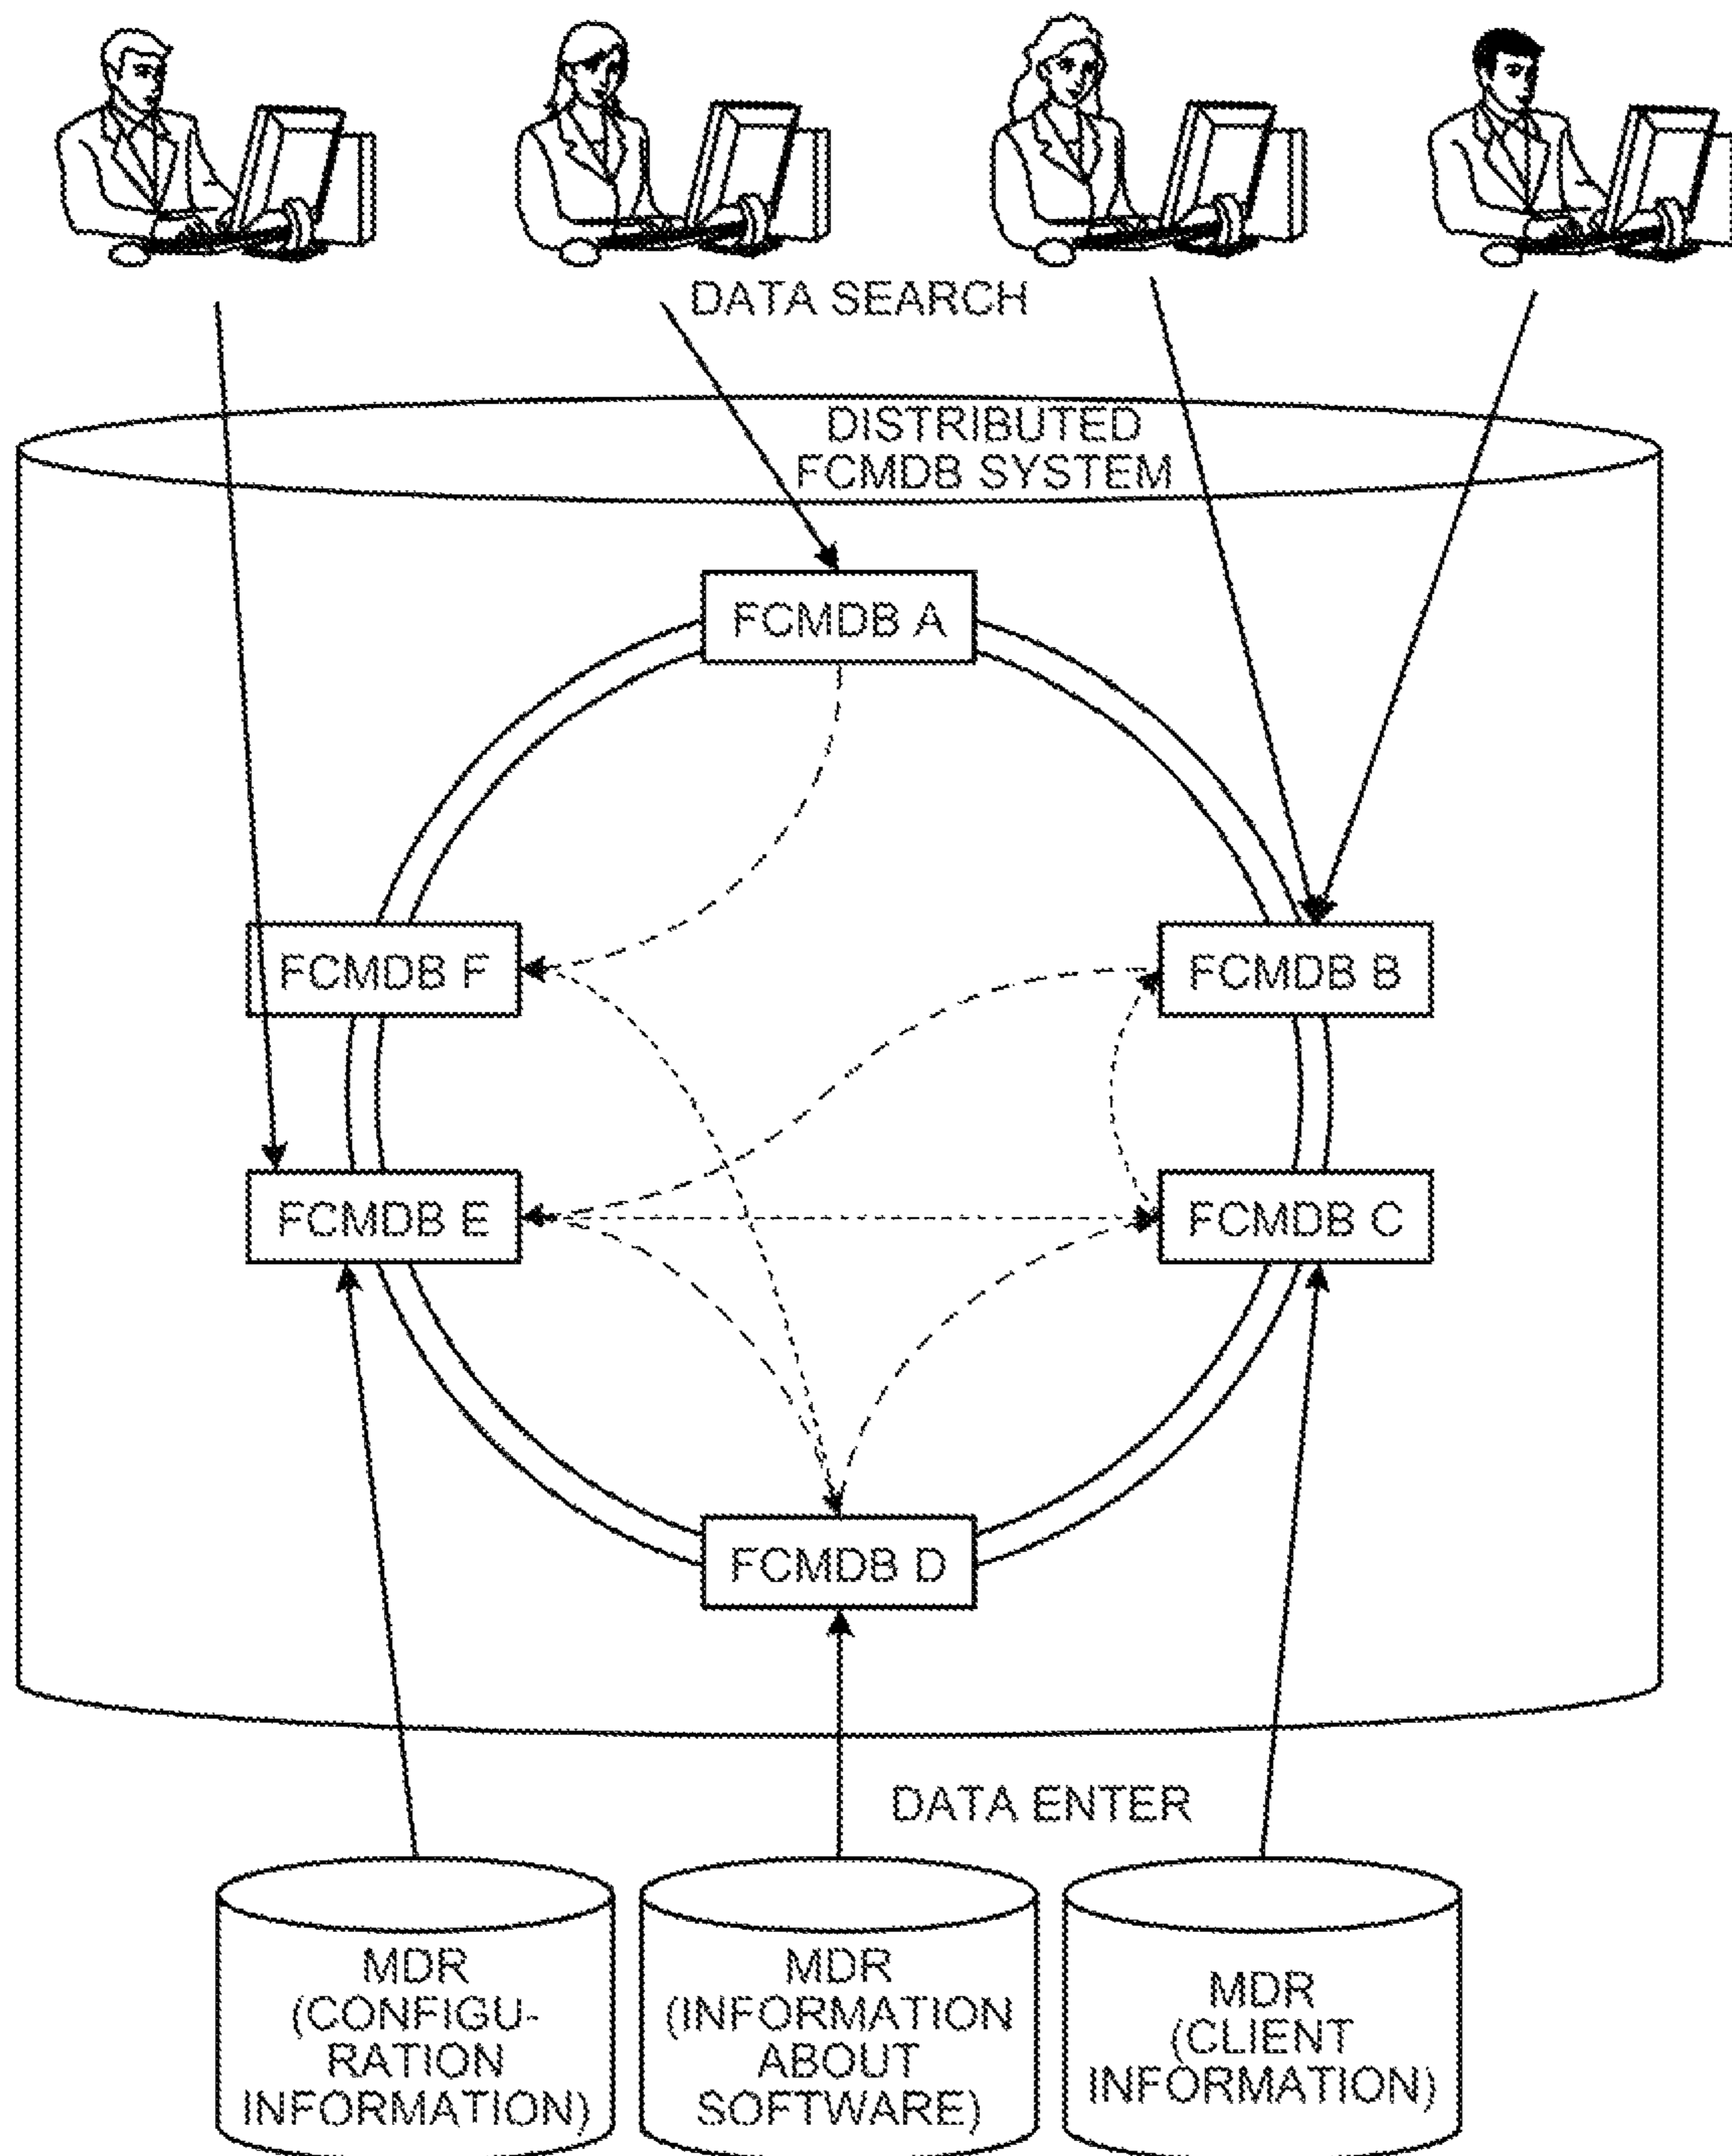 DATA SEARCH
DISTRIBUTED
FCMDB SYSTEM
FCMDB A
FCMDB F
FCMDB B
FCMDB E
FCMDB C
FCMDB D
DATA ENTER
MDR
(CONFIGU-
RATION
INFORMATION)
MDR
(INFORMATION
ABOUT
SOFTWARE)
MDR
(CLIENT
INFORMATION)